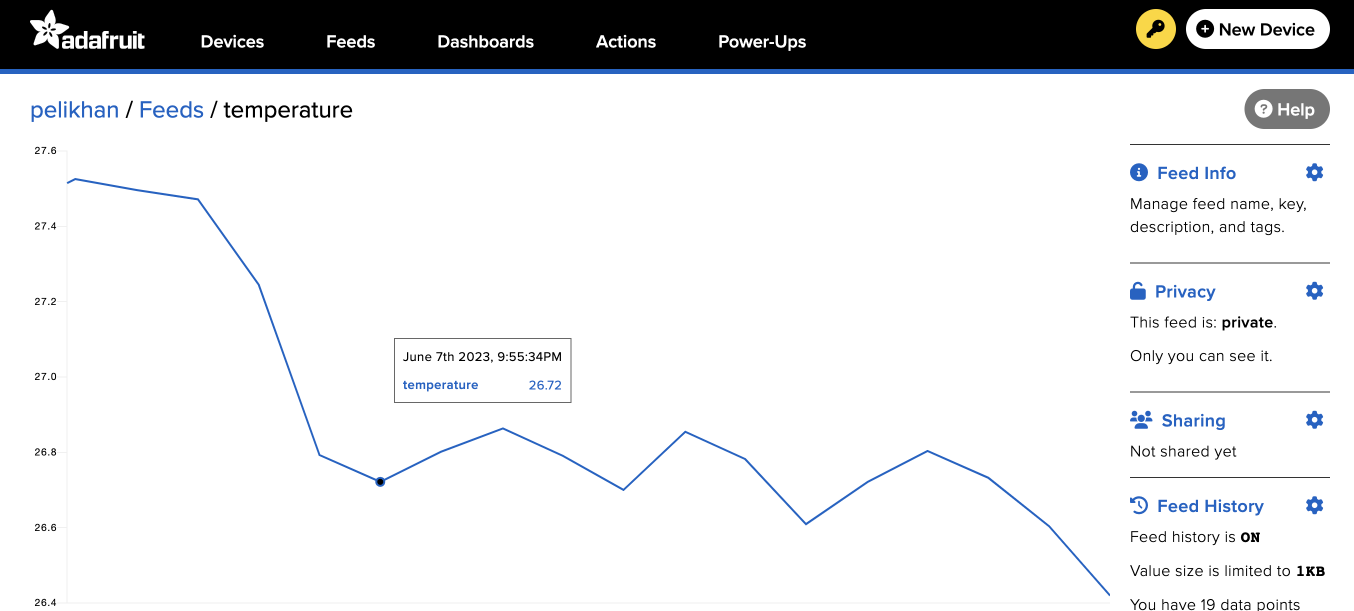 adafruit Devices Feeds Dashboards Actions Power-Ups New Device
pelikhan / Feeds / temperature
Help
27.6
27.4
27.2
27.0
26.8
26.6
26.4
June 7th 2023, 9:55:34PM
temperature 26.72
Feed Info
Manage feed name, key,
description, and tags.
Privacy
This feed is: private.
Only you can see it.
Sharing
Not shared yet
Feed History
Feed history is ON
Value size is limited to 1KB
You have 19 data points